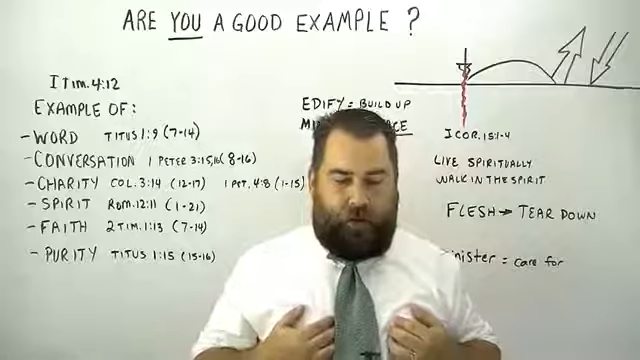 ARE YOU A GOOD EXAMPLE ?
I TIM. 4:12
EXAMPLE OF:
- WORD TITUS 1:9 (7-14)
- CONVERSATION 1 PETER 3:15,16 (8-16)
- CHARITY COL. 3:14 (12-17) 1 PET. 4:8 (1-15)
- SPIRIT ROM. 12:11 (1-21)
- FAITH 2 TIM. 1:13 (7-14)
- PURITY TITUS 1:15 (15-16)
EDIFY = BUILD UP
I COR. 15:1-4
LIVE SPIRITUALLY
WALK IN THE SPIRIT
FLESH → TEAR DOWN
= care for